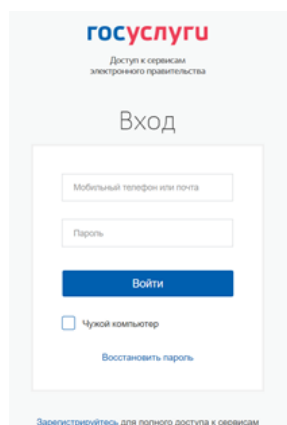 госуслуги
Доступ к сервисам
электронного правительства
Вход
Мобильный телефон или почта
Пароль
Войти
Чужой компьютер
Восстановить пароль
Зарегистрируйтесь для полного доступа к сервисам